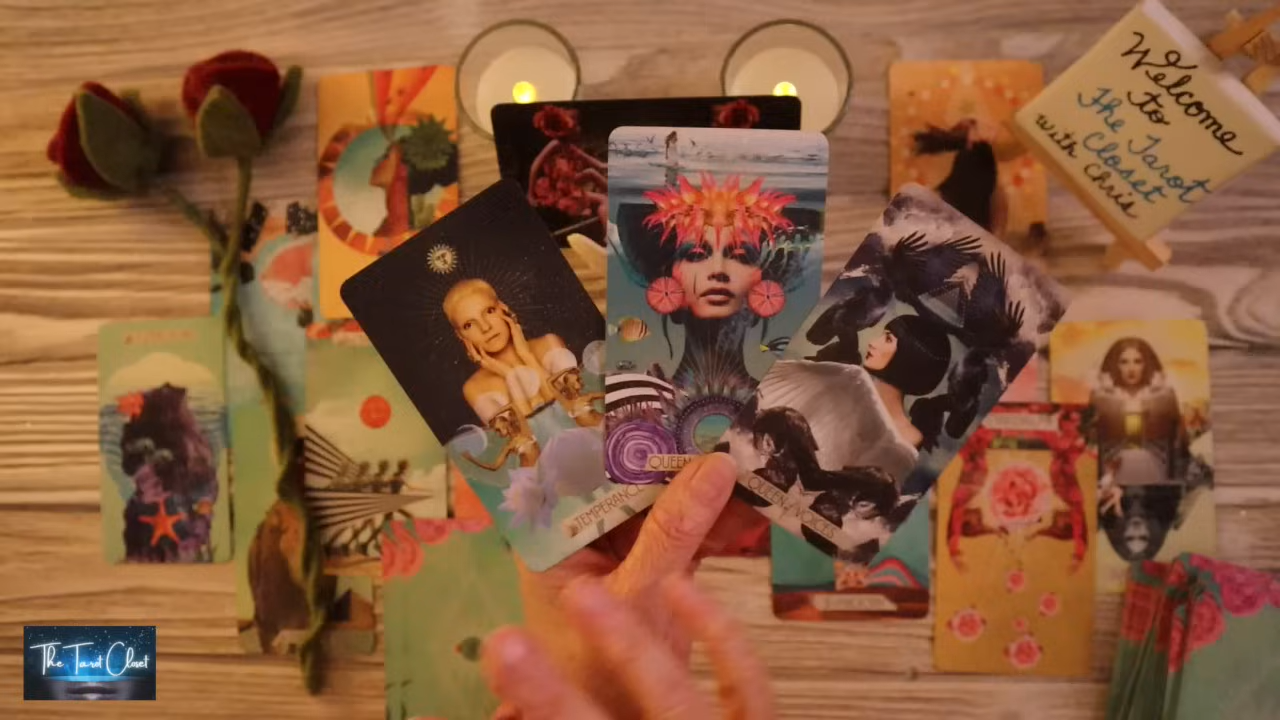 Welcome
to
The Tarot
Closet
with Chris
QUEEN
TEMPERANCE
QUEEN of VOICES
The Tarot Closet